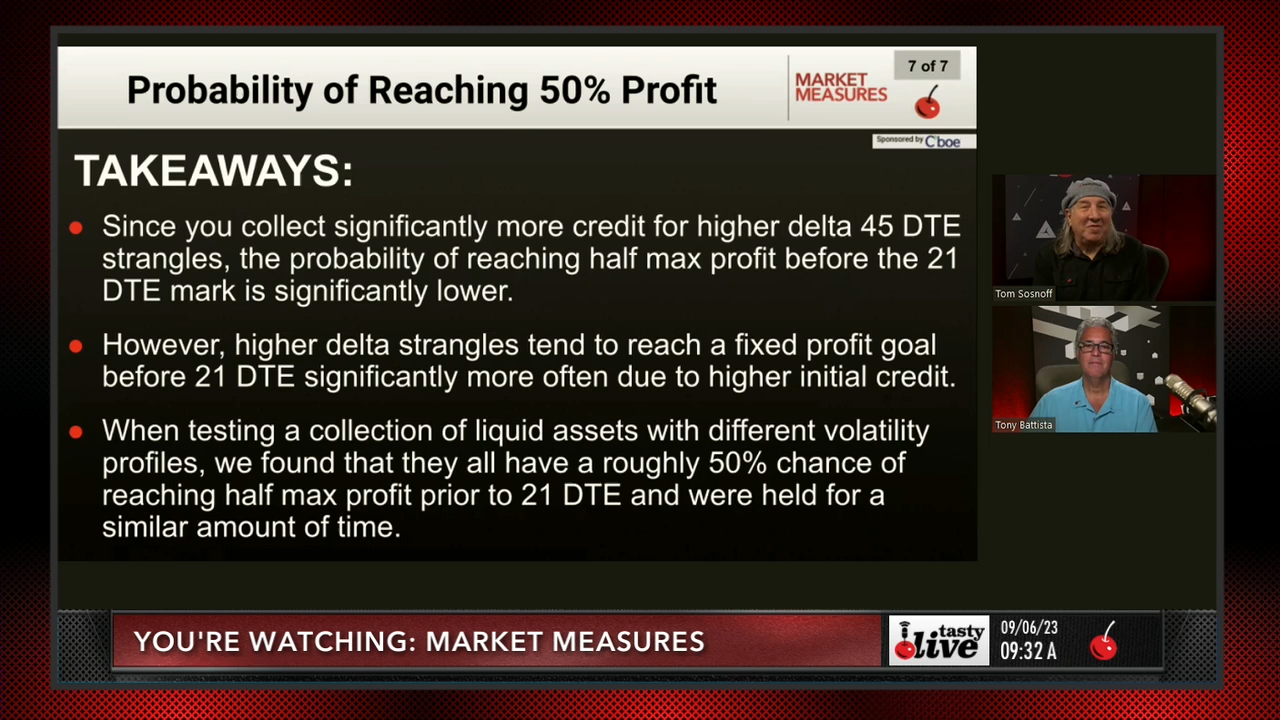 Probability of Reaching 50% Profit
MARKET
MEASURES
7 of 7
Sponsored by Cboe
TAKEAWAYS:
Since you collect significantly more credit for higher delta 45 DTE
strangles, the probability of reaching half max profit before the 21
DTE mark is significantly lower.
However, higher delta strangles tend to reach a fixed profit goal
before 21 DTE significantly more often due to higher initial credit.
When testing a collection of liquid assets with different volatility
profiles, we found that they all have a roughly 50% chance of
reaching half max profit prior to 21 DTE and were held for a
similar amount of time.
Tom Sosnoff
Tony Battista
YOU'RE WATCHING: MARKET MEASURES
tasty
live
09/06/23
09:32 A